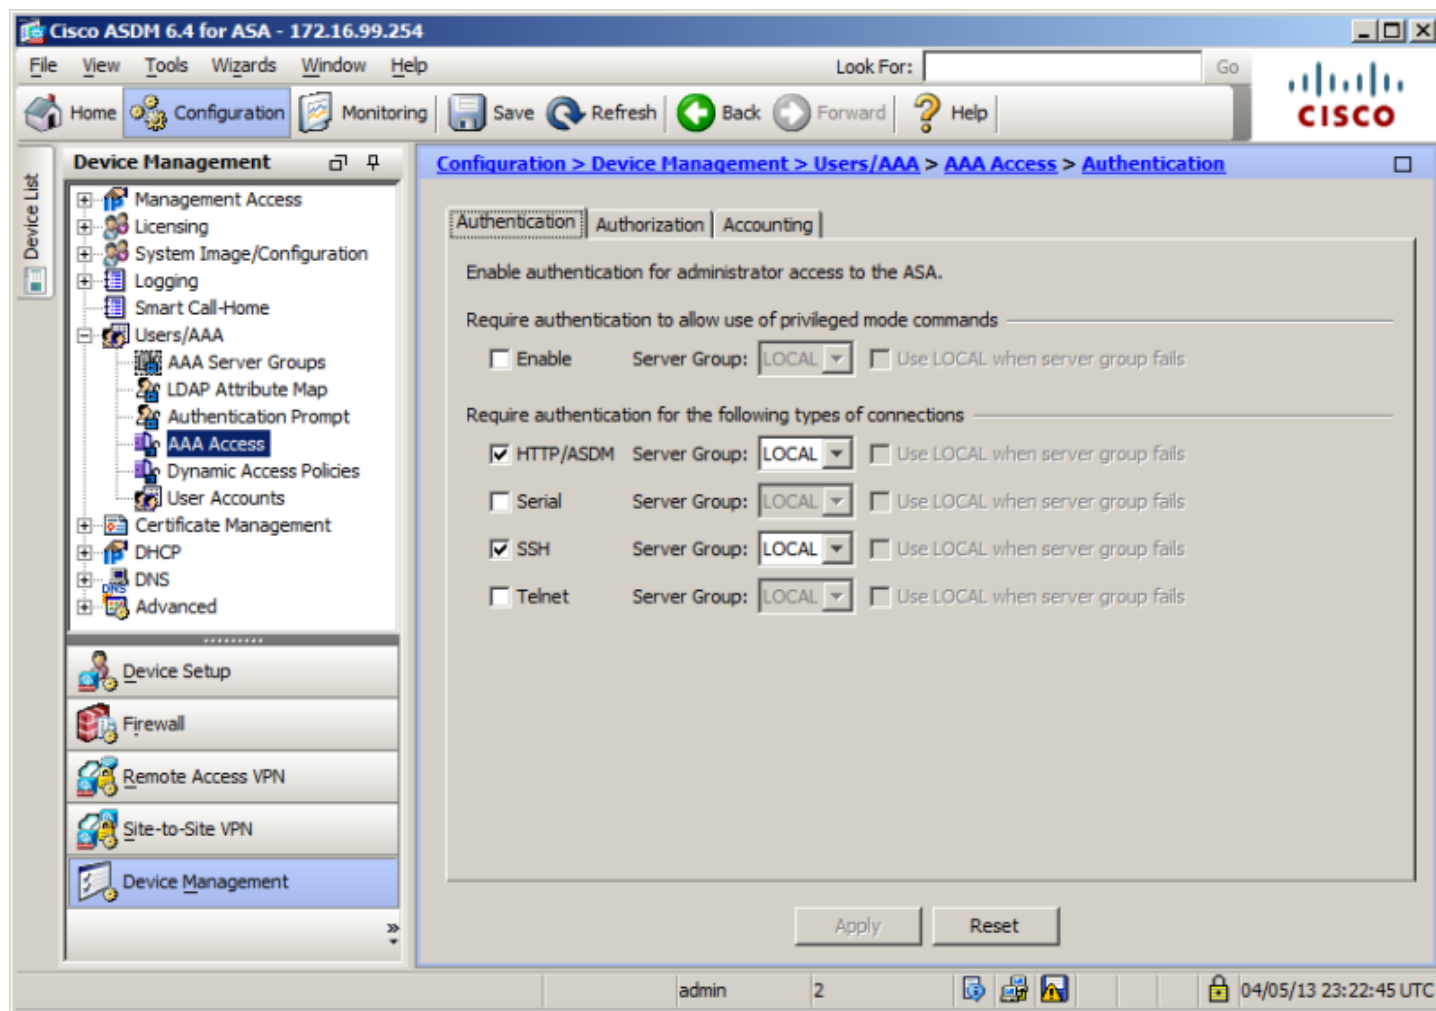 Cisco ASDM 6.4 for ASA - 172.16.99.254
File View Tools Wizards Window Help Look For: Go
Home Configuration Monitoring Save Refresh Back Forward Help
CISCO
Device List
Device Management
Management Access
Licensing
System Image/Configuration
Logging
Smart Call-Home
Users/AAA
AAA Server Groups
LDAP Attribute Map
Authentication Prompt
AAA Access
Dynamic Access Policies
User Accounts
Certificate Management
DHCP
DNS
DNS
Advanced
Device Setup
Firewall
Remote Access VPN
Site-to-Site VPN
Device Management
Configuration > Device Management > Users/AAA > AAA Access > Authentication
Authentication Authorization Accounting
Enable authentication for administrator access to the ASA.
Require authentication to allow use of privileged mode commands
Enable Server Group: LOCAL Use LOCAL when server group fails
Require authentication for the following types of connections
HTTP/ASDM Server Group: LOCAL Use LOCAL when server group fails
Serial Server Group: LOCAL Use LOCAL when server group fails
SSH Server Group: LOCAL Use LOCAL when server group fails
Telnet Server Group: LOCAL Use LOCAL when server group fails
Apply Reset
admin 2 04/05/13 23:22:45 UTC